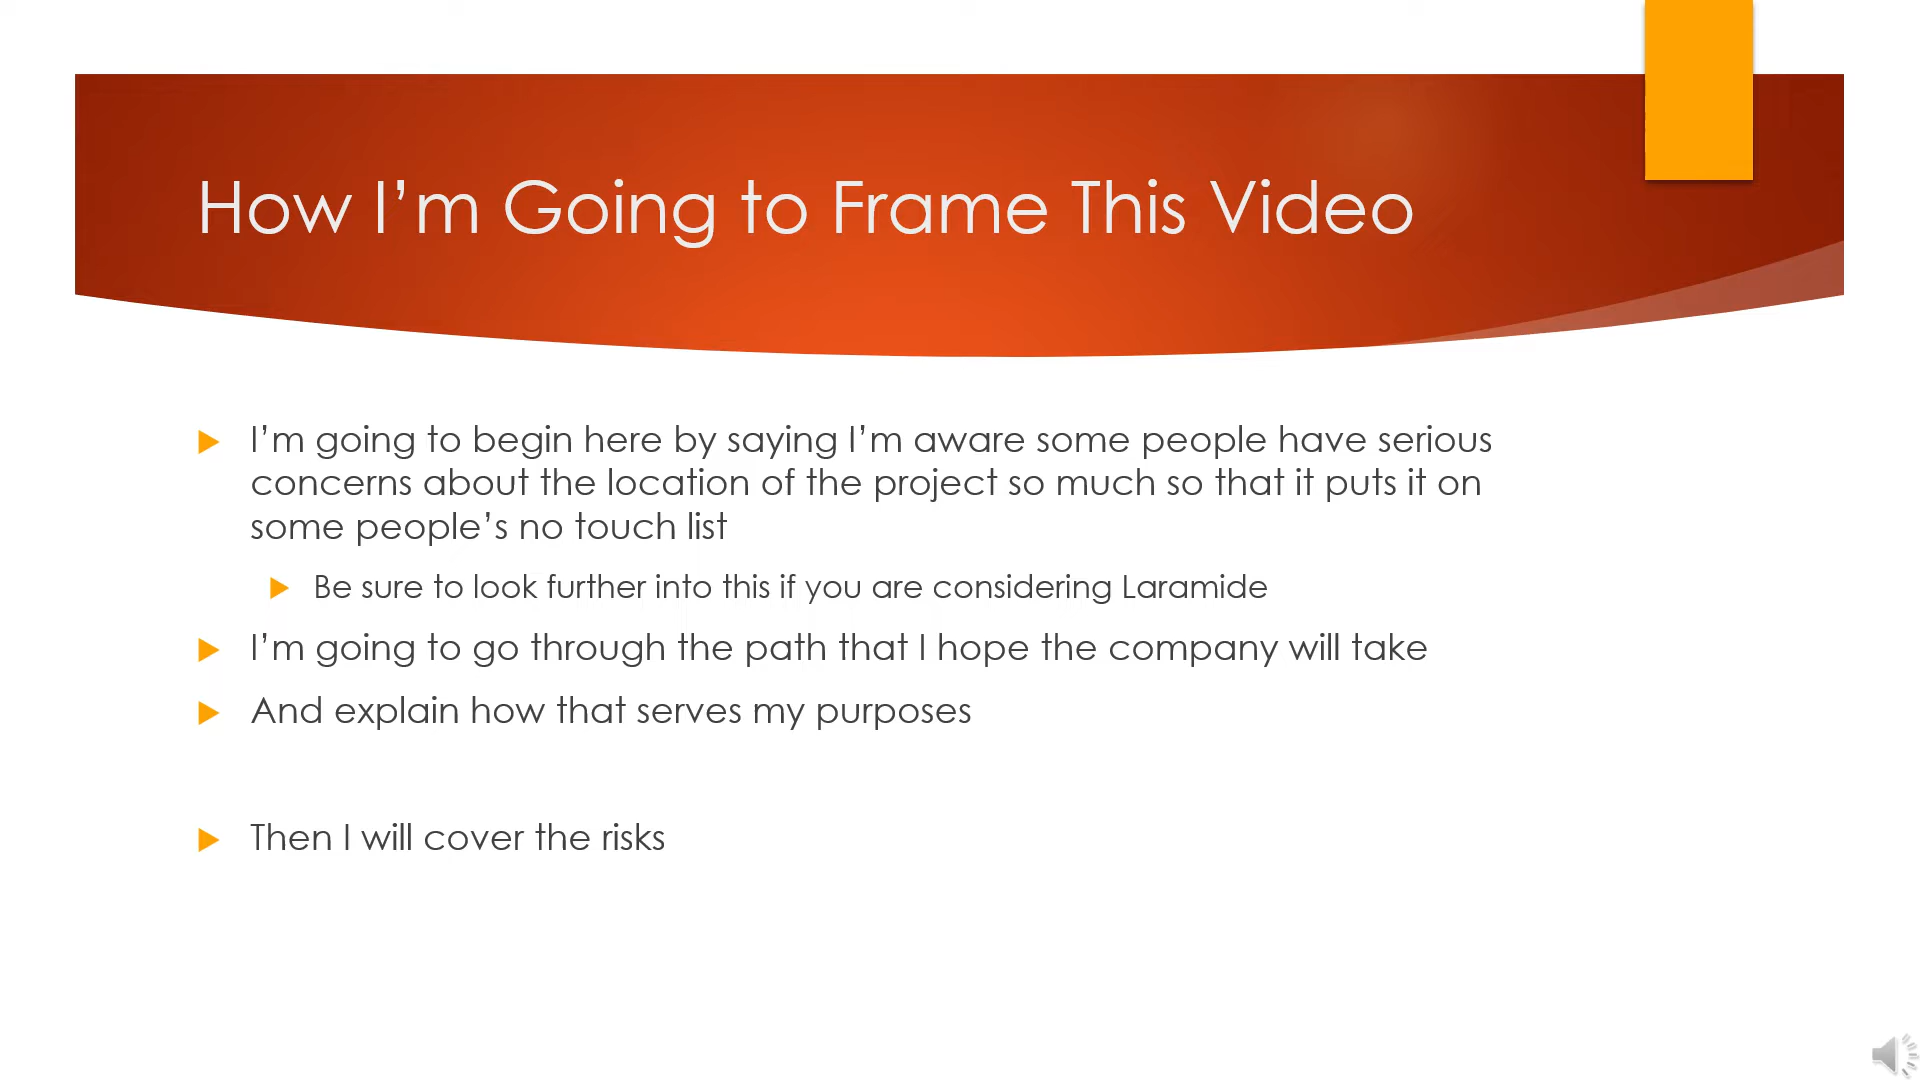 How I’m Going to Frame This Video
I’m going to begin here by saying I’m aware some people have serious
concerns about the location of the project so much so that it puts it on
some people’s no touch list
Be sure to look further into this if you are considering Laramide
I’m going to go through the path that I hope the company will take
And explain how that serves my purposes
Then I will cover the risks